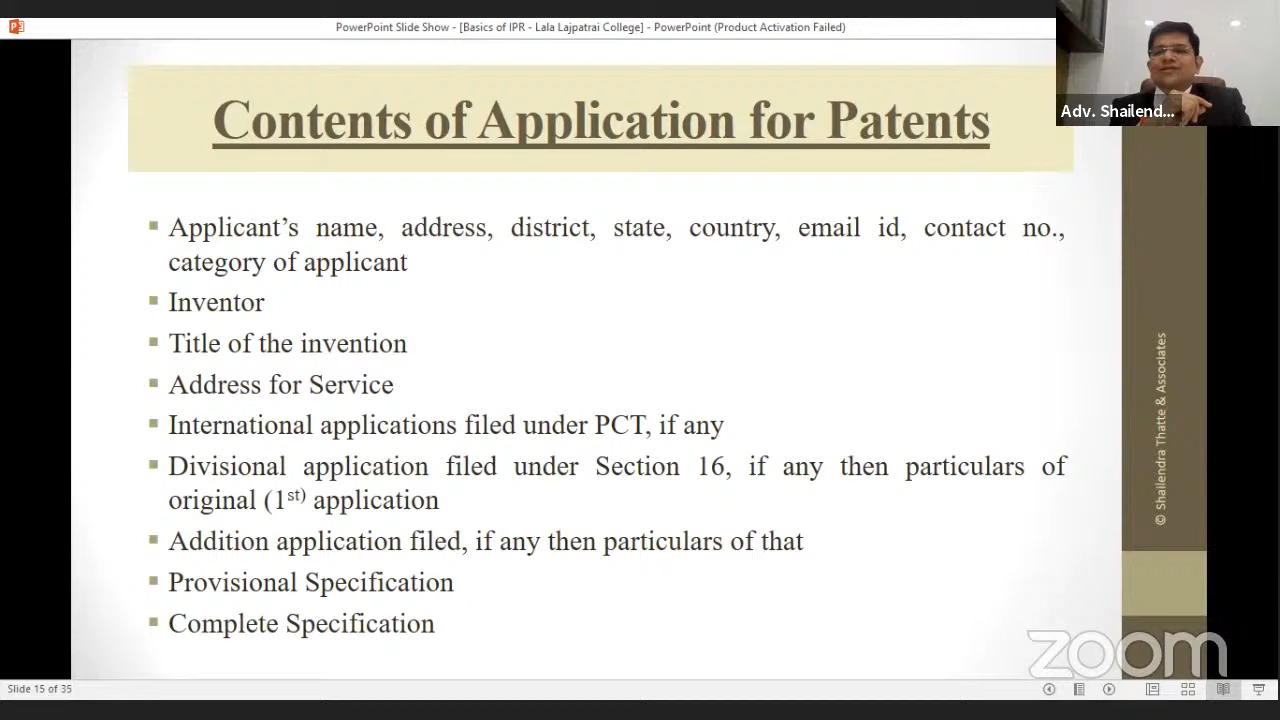 PowerPoint Slide Show - [Basics of IPR - Lala Lajpatrai College] - PowerPoint (Product Activation Failed)
Adv. Shailend...
Contents of Application for Patents
Applicant’s name, address, district, state, country, email id, contact no.,
category of applicant
Inventor
Title of the invention
Address for Service
International applications filed under PCT, if any
Divisional application filed under Section 16, if any then particulars of
original (1st) application
Addition application filed, if any then particulars of that
Provisional Specification
Complete Specification
© Shailendra Thatte & Associates
zoom
Slide 15 of 35